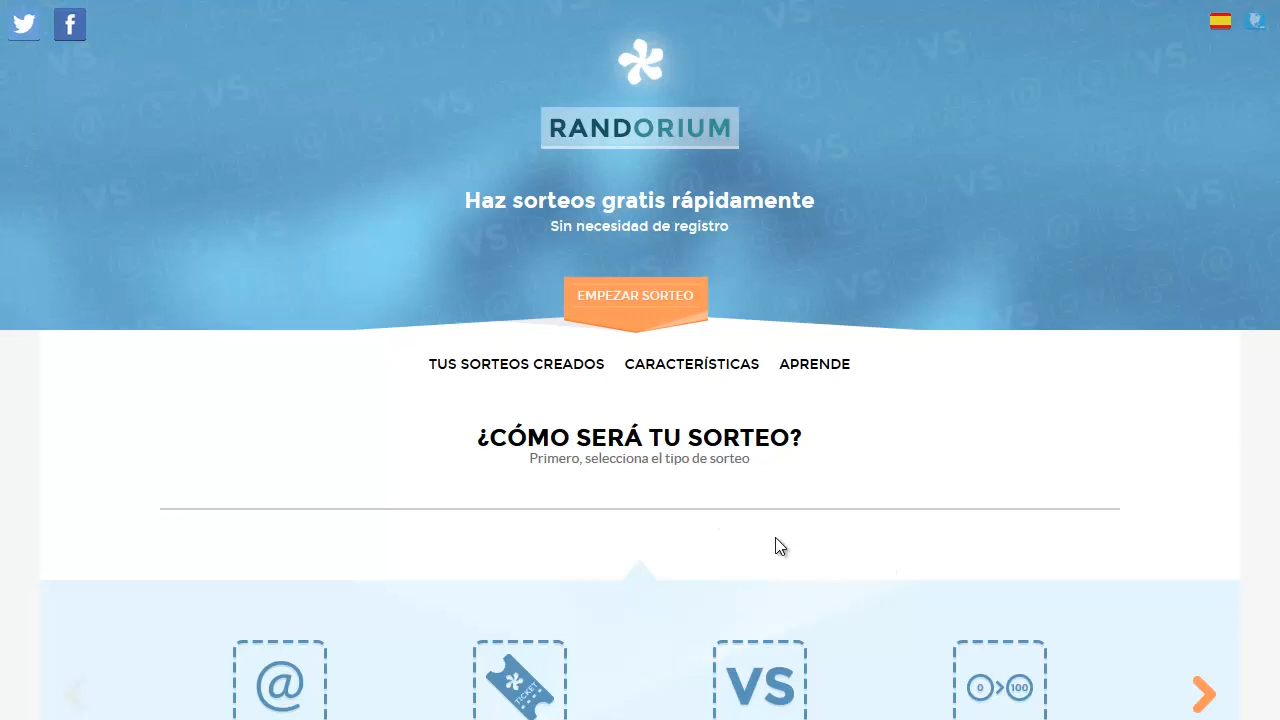 RANDORIUM
Haz sorteos gratis rápidamente
Sin necesidad de registro
EMPEZAR SORTEO
TUS SORTEOS CREADOS CARACTERÍSTICAS APRENDE
¿CÓMO SERÁ TU SORTEO?
Primero, selecciona el tipo de sorteo
@ TICKET VS 0 > 100